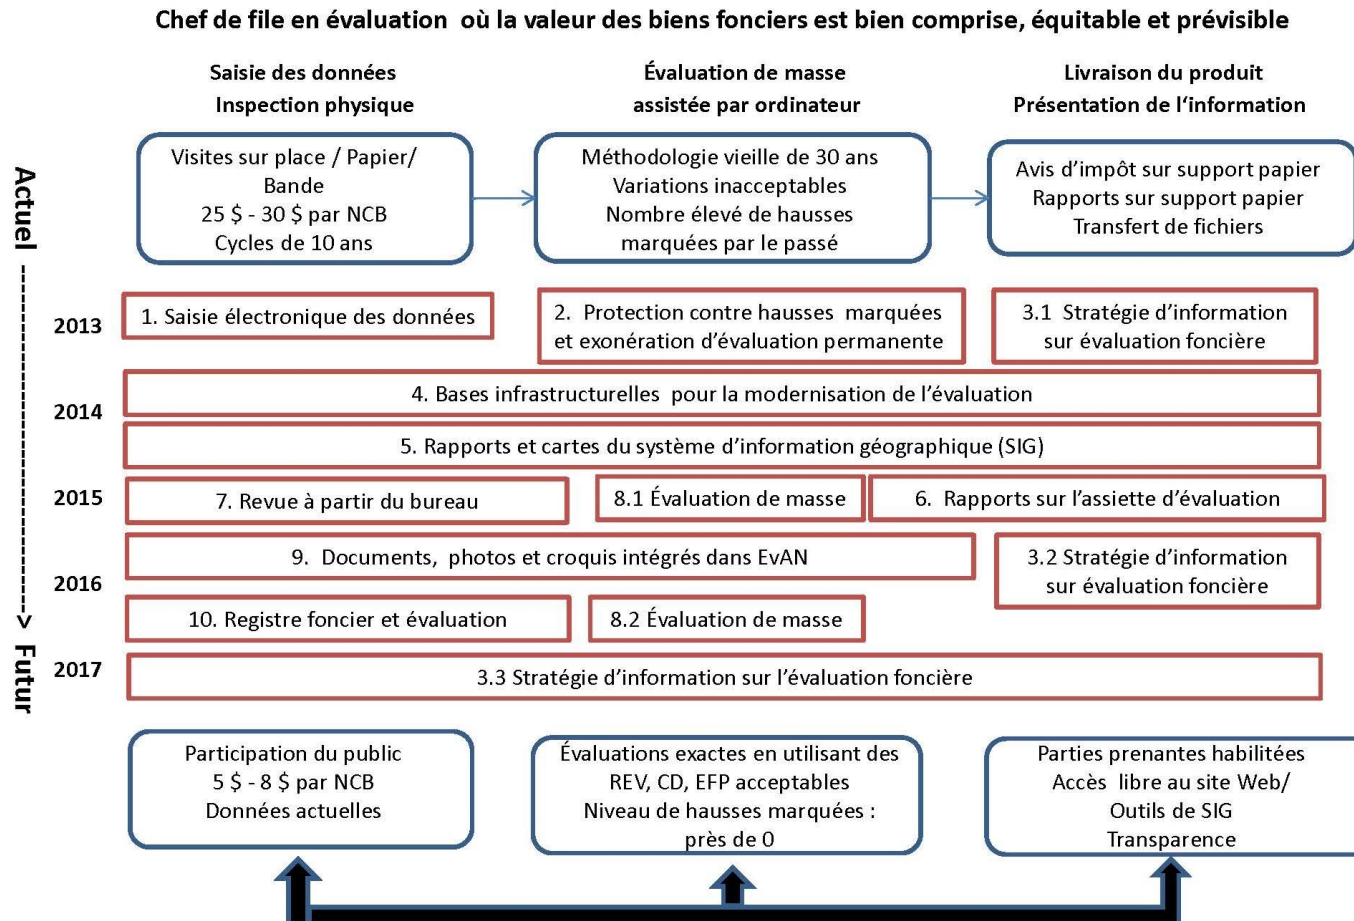 Chef de file en évaluation où la valeur des biens fonciers est bien comprise, équitable et prévisible
Saisie des données
Inspection physique
Évaluation de masse
assistée par ordinateur
Livraison du produit
Présentation de l'information
Actuel
Visites sur place / Papier/
Bande
25 $ - 30 $ par NCB
Cycles de 10 ans
Méthodologie vieille de 30 ans
Variations inacceptables
Nombre élevé de hausses
marquées par le passé
Avis d'impôt sur support papier
Rapports sur support papier
Transfert de fichiers
2013
1. Saisie électronique des données
2. Protection contre hausses marquées
et exonération d'évaluation permanente
3.1 Stratégie d'information
sur évaluation foncière
2014
4. Bases infrastructurelles pour la modernisation de l'évaluation
5. Rapports et cartes du système d'information géographique (SIG)
2015
7. Revue à partir du bureau
8.1 Évaluation de masse
6. Rapports sur l'assiette d'évaluation
9. Documents, photos et croquis intégrés dans EvAN
3.2 Stratégie d'information
sur évaluation foncière
2016
10. Registre foncier et évaluation
8.2 Évaluation de masse
2017
3.3 Stratégie d'information sur l'évaluation foncière
Futur
Participation du public
5 $ - 8 $ par NCB
Données actuelles
Évaluations exactes en utilisant des
REV, CD, EFP acceptables
Niveau de hausses marquées :
près de 0
Parties prenantes habilitées
Accès libre au site Web/
Outils de SIG
Transparence